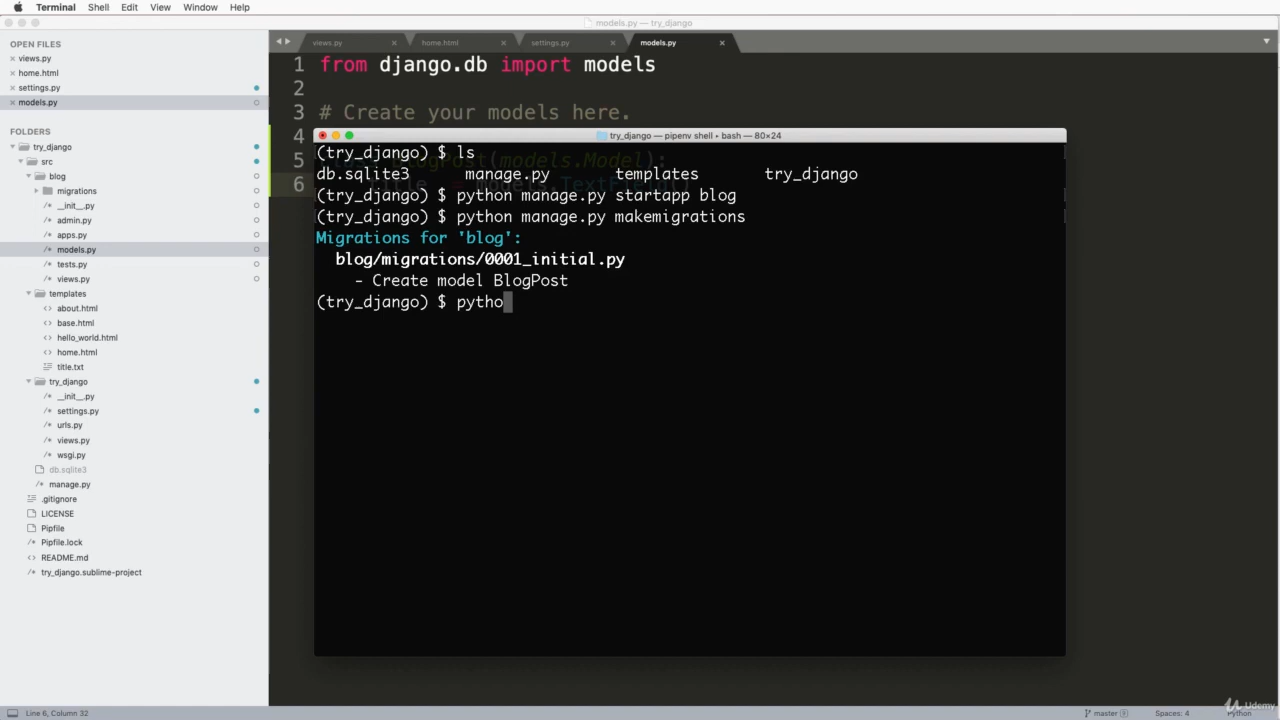 Terminal Shell Edit View Window Help
models.py — try_django
OPEN FILES
views.py
home.html
settings.py
models.py
FOLDERS
try_django
src
blog
migrations
__init__.py
admin.py
apps.py
models.py
tests.py
views.py
templates
about.html
base.html
hello_world.html
home.html
title.txt
try_django
__init__.py
settings.py
urls.py
views.py
wsgi.py
db.sqlite3
manage.py
.gitignore
LICENSE
Pipfile
Pipfile.lock
README.md
try_django.sublime-project
views.py home.html settings.py models.py
1 from django.db import models
2
3 # Create your models here.
4
5 BlogPost(models.Model):
6 title = models.TextField()
try_django — pipenv shell ▸ bash — 80×24
(try_django) $ ls
db.sqlite3 manage.py templates try_django
(try_django) $ python manage.py startapp blog
(try_django) $ python manage.py makemigrations
Migrations for 'blog':
blog/migrations/0001_initial.py
- Create model BlogPost
(try_django) $ pytho
Line 6, Column 32
master Spaces: 4 Python
Udemy